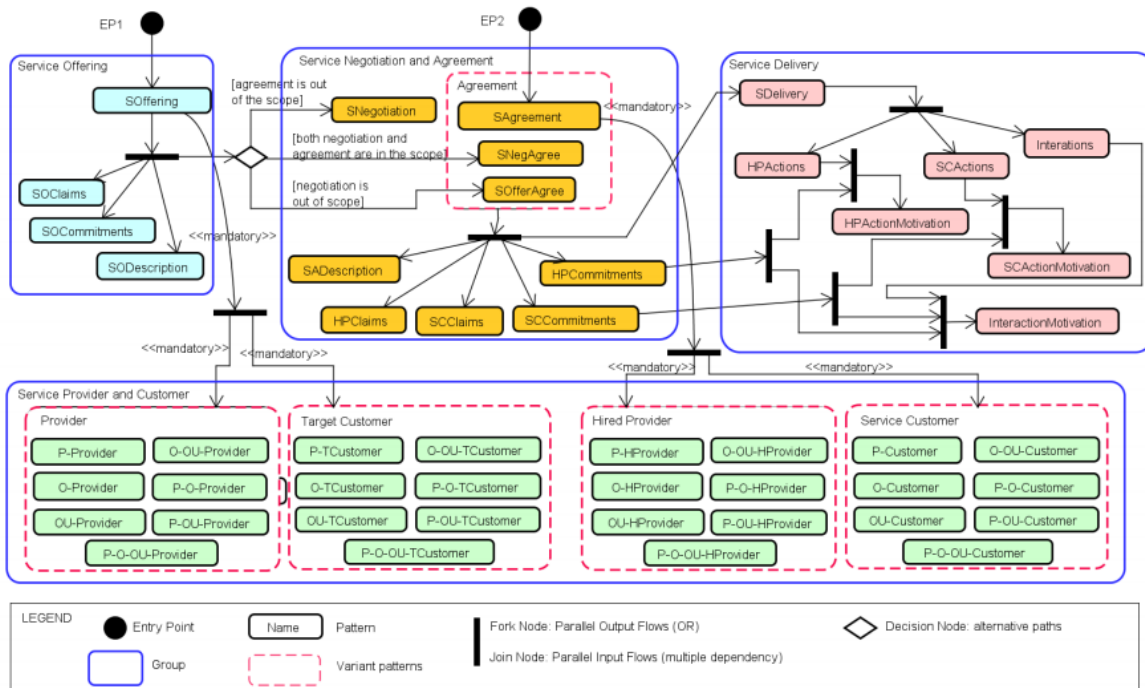 EP1
EP2
Service Offering
SOffering
SOClaims
SOCommitments
SODescription
<<mandatory>>
[agreement is out
of the scope]
[both negotiation and
agreement are in the scope]
[negotiation is
out of scope]
Service Negotiation and Agreement
SNegotiation
Agreement
SAgreement
<<mandatory>>
SNegAgree
SOfferAgree
SADescription
HPCommitments
HPClaims
SCClaims
SCCommitments
Service Delivery
SDelivery
HPActions
SCActions
Interations
HPActionMotivation
SCActionMotivation
InteractionMotivation
<<mandatory>>
<<mandatory>>
<<mandatory>>
<<mandatory>>
Service Provider and Customer
Provider
P-Provider
O-OU-Provider
O-Provider
P-O-Provider
OU-Provider
P-OU-Provider
P-O-OU-Provider
Target Customer
P-TCustomer
O-OU-TCustomer
O-TCustomer
P-O-TCustomer
OU-TCustomer
P-OU-TCustomer
P-O-OU-TCustomer
Hired Provider
P-HProvider
O-OU-HProvider
O-HProvider
P-O-HProvider
OU-HProvider
P-OU-HProvider
P-O-OU-HProvider
Service Customer
P-Customer
O-OU-Customer
O-Customer
P-O-Customer
OU-Customer
P-OU-Customer
P-O-OU-Customer
LEGEND
Entry Point
Name
Pattern
Fork Node: Parallel Output Flows (OR)
Decision Node: alternative paths
Group
Variant patterns
Join Node: Parallel Input Flows (multiple dependency)